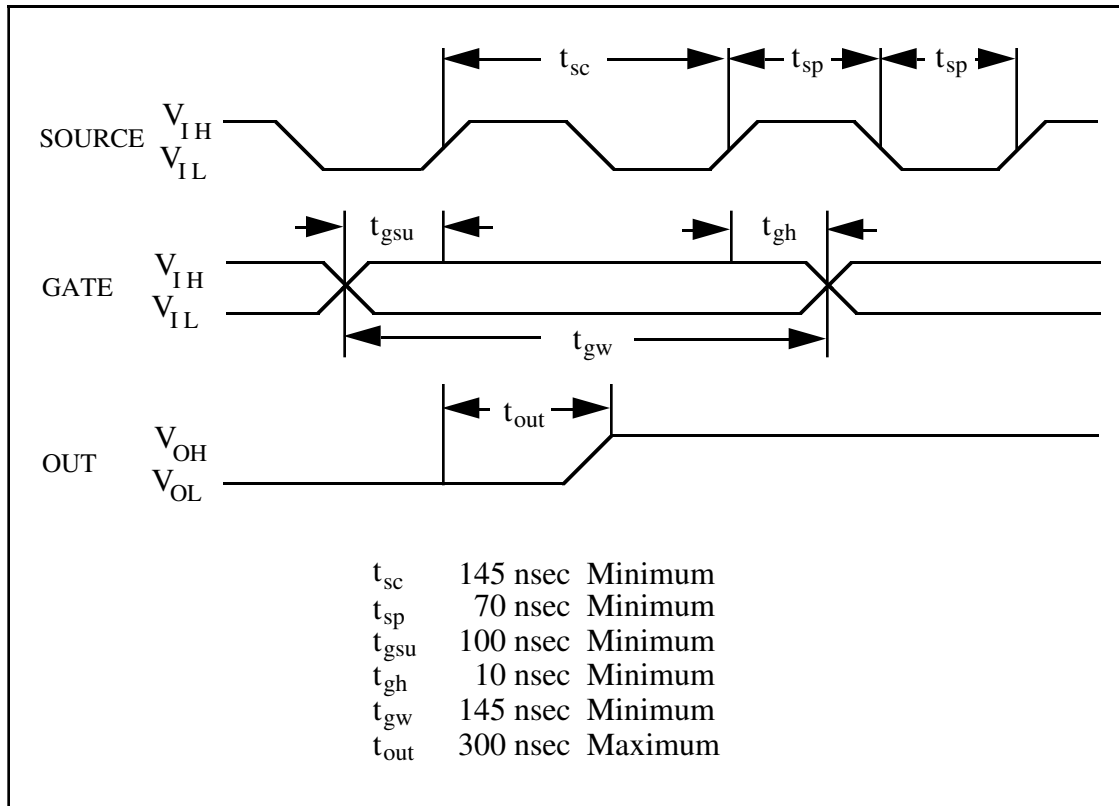 t_sc t_sp t_sp
SOURCE V_IH
V_IL
t_gsu t_gh
GATE V_IH
V_IL
t_gw
t_out
OUT V_OH
V_OL
t_sc 145 nsec Minimum
t_sp 70 nsec Minimum
t_gsu 100 nsec Minimum
t_gh 10 nsec Minimum
t_gw 145 nsec Minimum
t_out 300 nsec Maximum